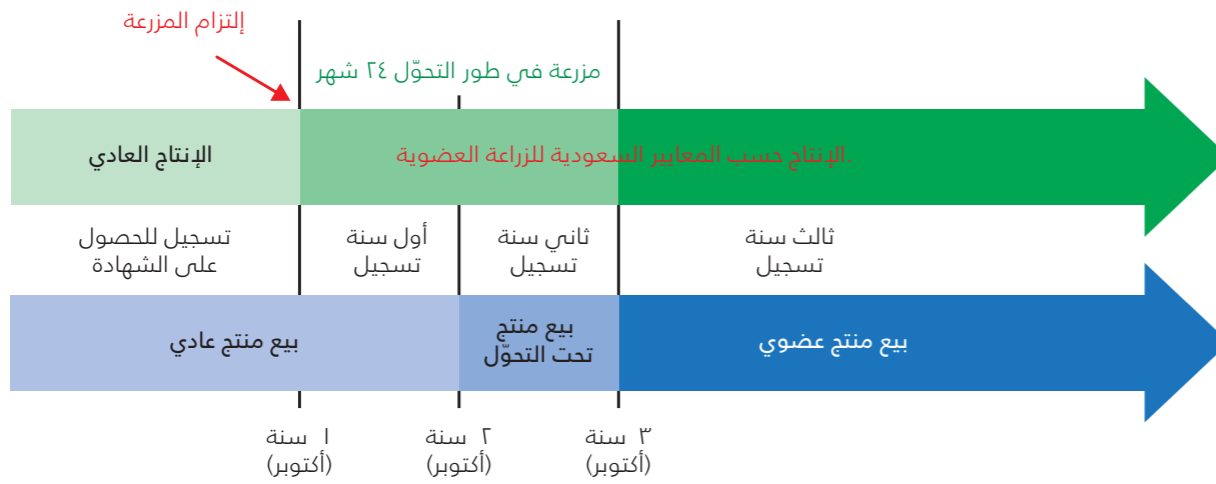 إلتزام المزرعة
مزرعة في طور التحوّل ٢٤ شهر
الإنتاج العادي
الإنتاج حسب المعايير السعودية للزراعة العضوية.
تسجيل للحصول
على الشهادة
أول سنة
تسجيل
ثاني سنة
تسجيل
ثالث سنة
تسجيل
بيع منتج عادي
بيع منتج
تحت التحوّل
بيع منتج عضوي
١ سنة
(أكتوبر)
٢ سنة
(أكتوبر)
٣ سنة
(أكتوبر)